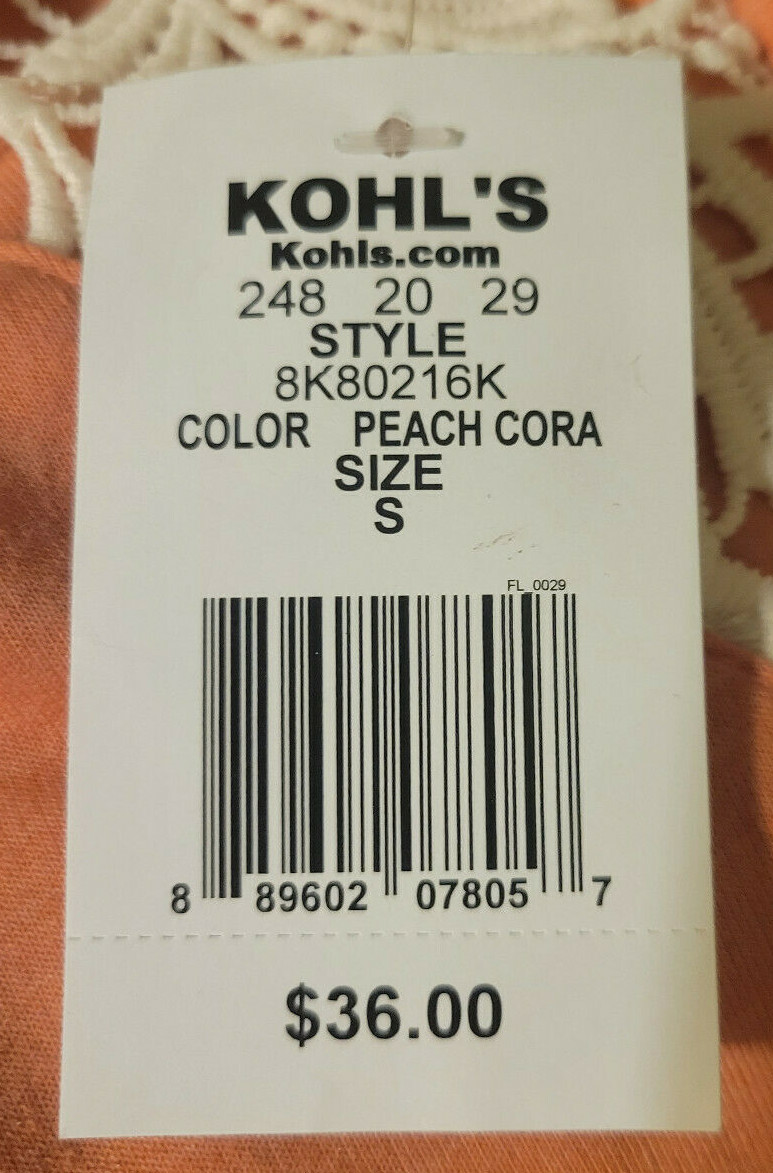 KOHL'S
Kohls.com
248 20 29
STYLE
8K80216K
COLOR PEACH CORA
SIZE
S
FL_0029
8 89602 07805 7
$36.00